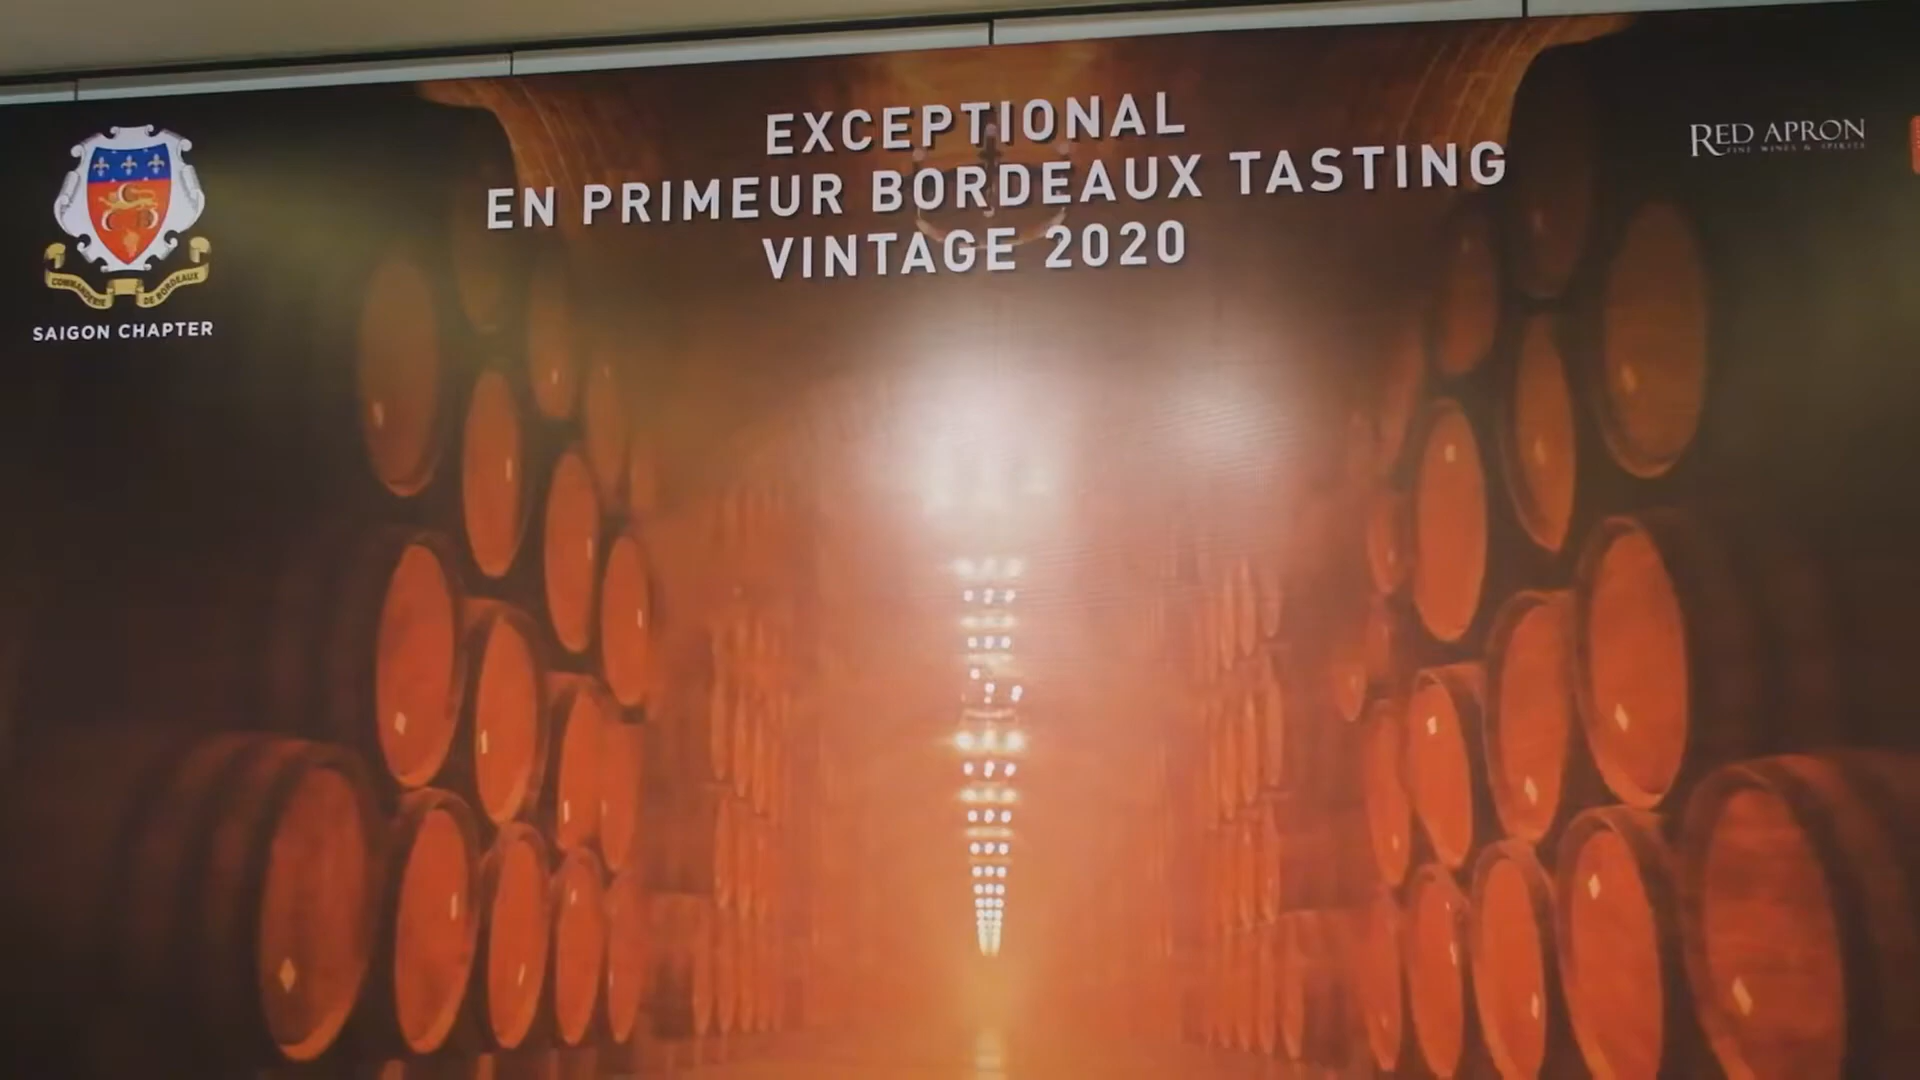 EXCEPTIONAL
EN PRIMEUR BORDEAUX TASTING
VINTAGE 2020
COMMANDERIE DE BORDEAUX
SAIGON CHAPTER
RED APRON
FINE WINES & SPIRITS